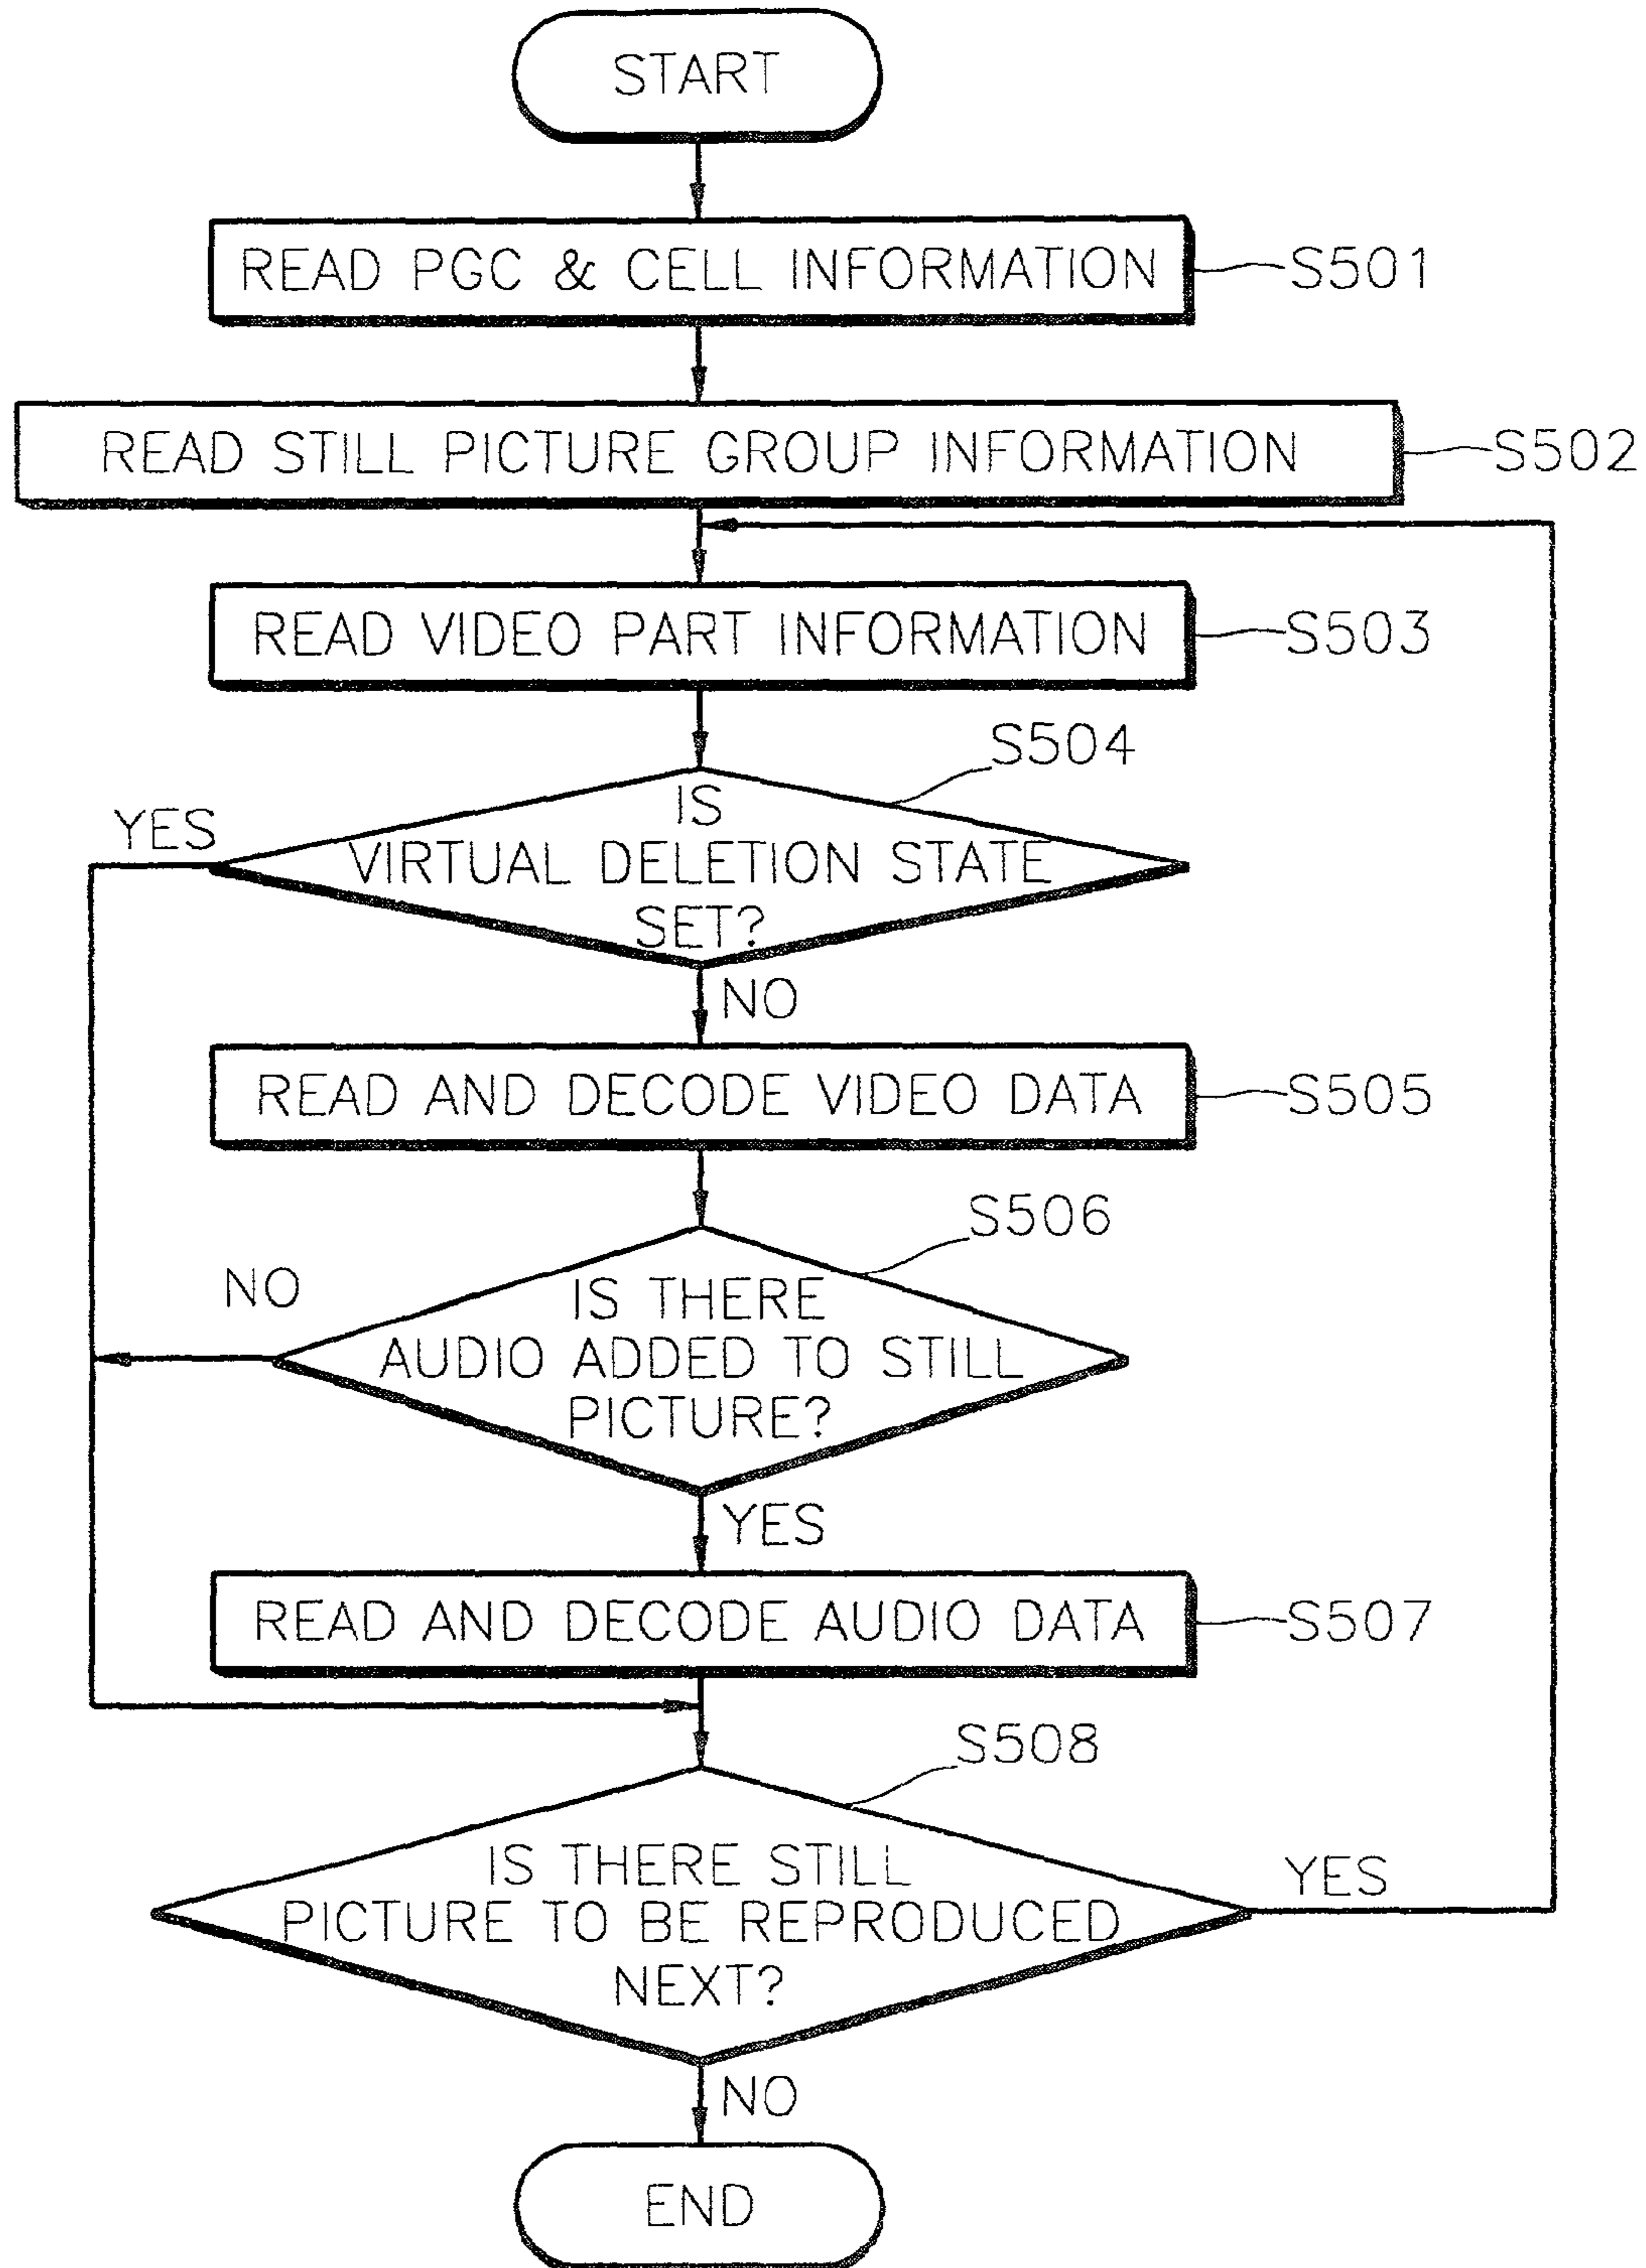 START
READ PGC & CELL INFORMATION
S501
READ STILL PICTURE GROUP INFORMATION
S502
READ VIDEO PART INFORMATION
S503
S504
YES
IS
VIRTUAL DELETION STATE
SET?
NO
READ AND DECODE VIDEO DATA
S505
S506
NO
IS THERE
AUDIO ADDED TO STILL
PICTURE?
YES
READ AND DECODE AUDIO DATA
S507
S508
IS THERE STILL
PICTURE TO BE REPRODUCED
NEXT?
YES
NO
END